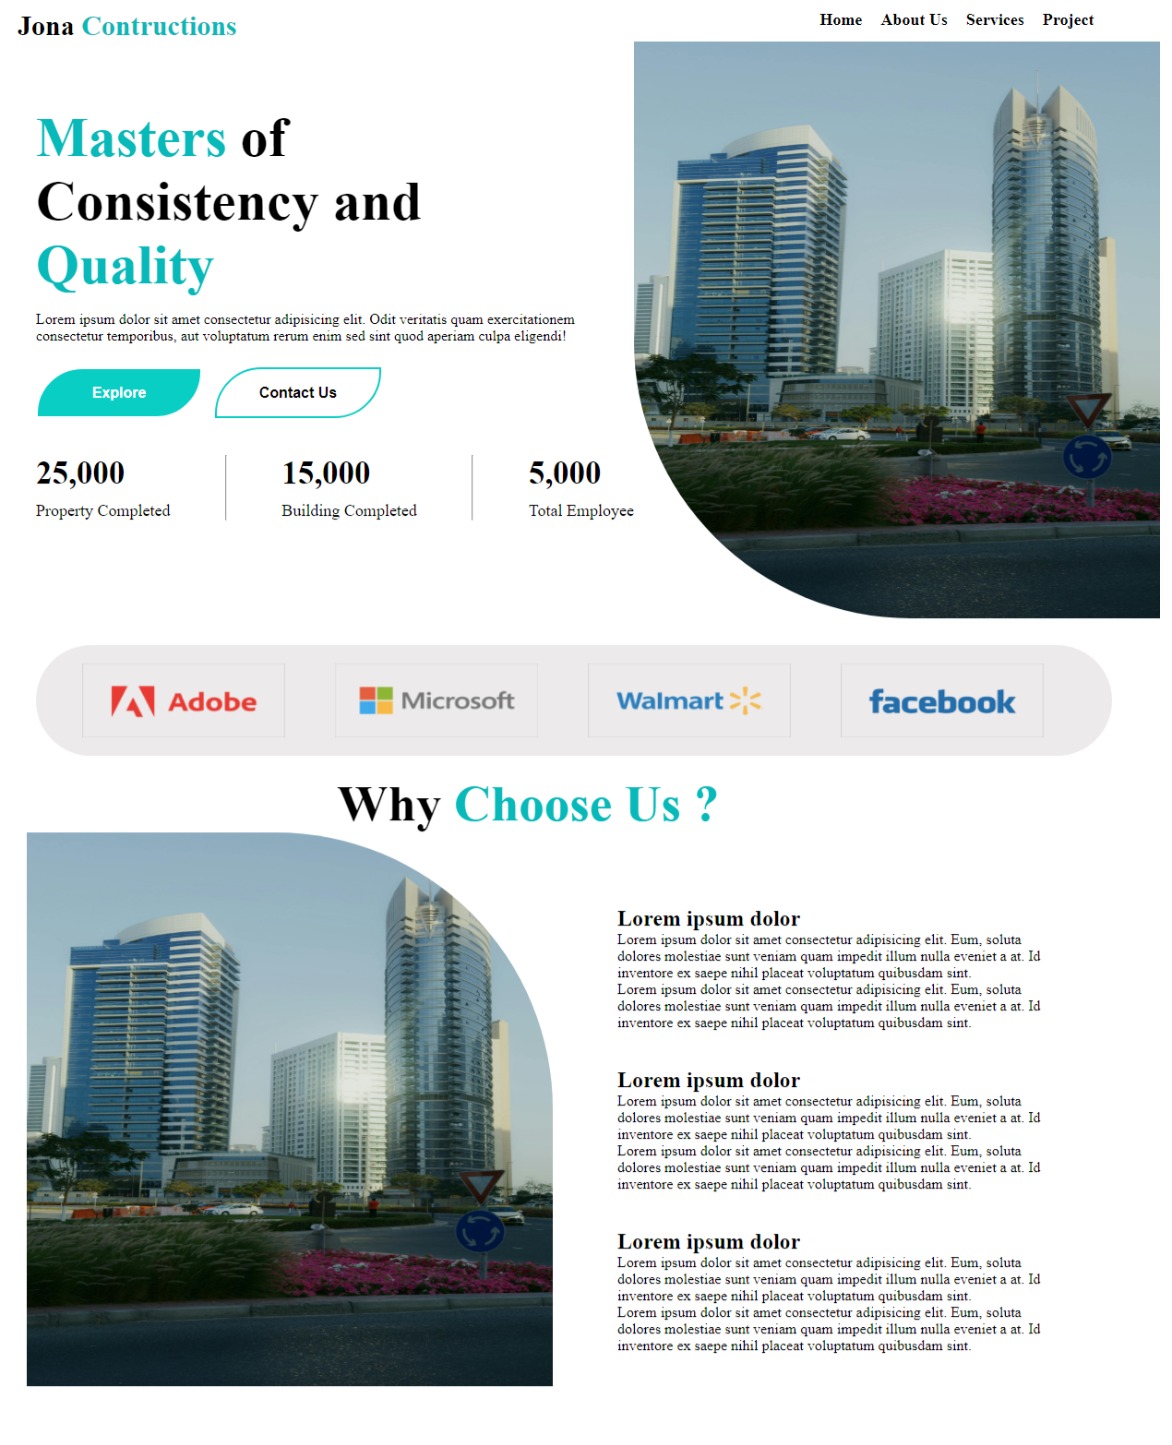 Jona Contructions
Home About Us Services Project
Masters of
Consistency and
Quality
Lorem ipsum dolor sit amet consectetur adipisicing elit. Odit veritatis quam exercitationem
consectetur temporibus, aut voluptatum rerum enim sed sint quod aperiam culpa eligendi!
Explore
Contact Us
25,000
Property Completed
15,000
Building Completed
5,000
Total Employee
Adobe
Microsoft
Walmart
facebook
Why Choose Us ?
Lorem ipsum dolor
Lorem ipsum dolor sit amet consectetur adipisicing elit. Eum, soluta
dolores molestiae sunt veniam quam impedit illum nulla eveniet a at. Id
inventore ex saepe nihil placeat voluptatum quibusdam sint.
Lorem ipsum dolor sit amet consectetur adipisicing elit. Eum, soluta
dolores molestiae sunt veniam quam impedit illum nulla eveniet a at. Id
inventore ex saepe nihil placeat voluptatum quibusdam sint.
Lorem ipsum dolor
Lorem ipsum dolor sit amet consectetur adipisicing elit. Eum, soluta
dolores molestiae sunt veniam quam impedit illum nulla eveniet a at. Id
inventore ex saepe nihil placeat voluptatum quibusdam sint.
Lorem ipsum dolor sit amet consectetur adipisicing elit. Eum, soluta
dolores molestiae sunt veniam quam impedit illum nulla eveniet a at. Id
inventore ex saepe nihil placeat voluptatum quibusdam sint.
Lorem ipsum dolor
Lorem ipsum dolor sit amet consectetur adipisicing elit. Eum, soluta
dolores molestiae sunt veniam quam impedit illum nulla eveniet a at. Id
inventore ex saepe nihil placeat voluptatum quibusdam sint.
Lorem ipsum dolor sit amet consectetur adipisicing elit. Eum, soluta
dolores molestiae sunt veniam quam impedit illum nulla eveniet a at. Id
inventore ex saepe nihil placeat voluptatum quibusdam sint.